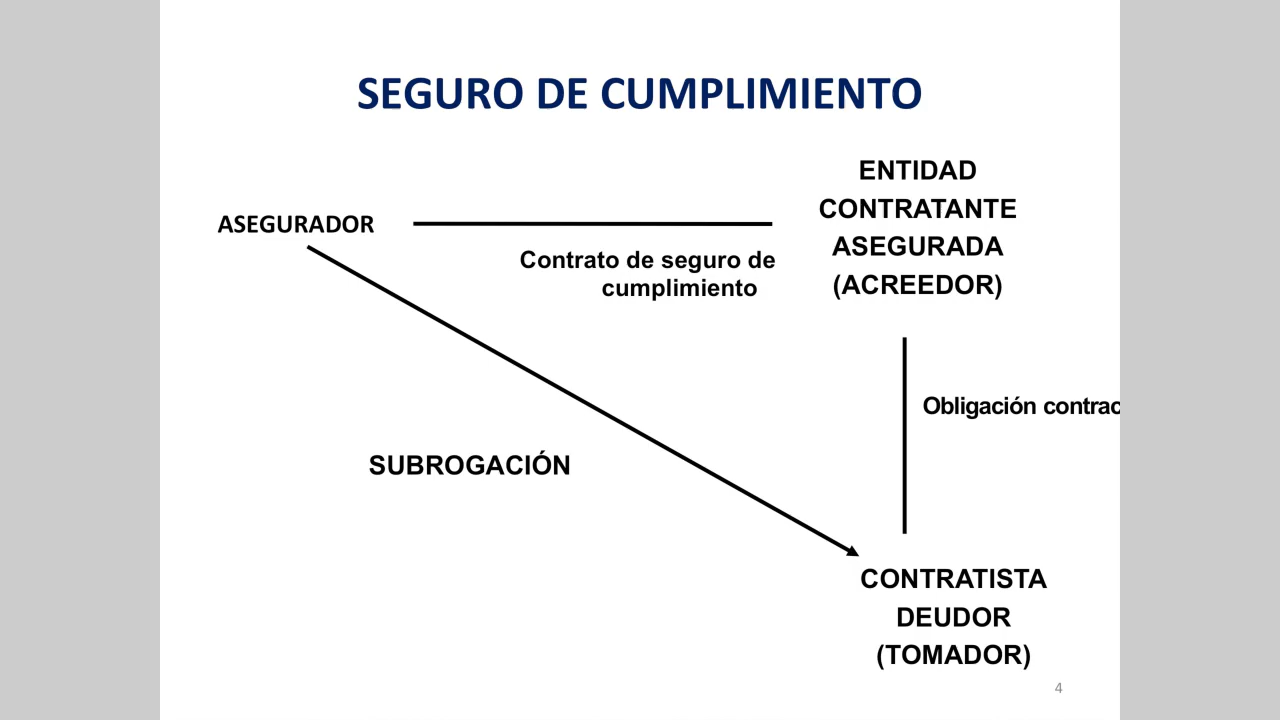 SEGURO DE CUMPLIMIENTO
ENTIDAD
CONTRATANTE
ASEGURADA
(ACREEDOR)
ASEGURADOR
Contrato de seguro de
cumplimiento
Obligación
SUBROGACIÓN
CONTRATISTA
DEUDOR
(TOMADOR)
4